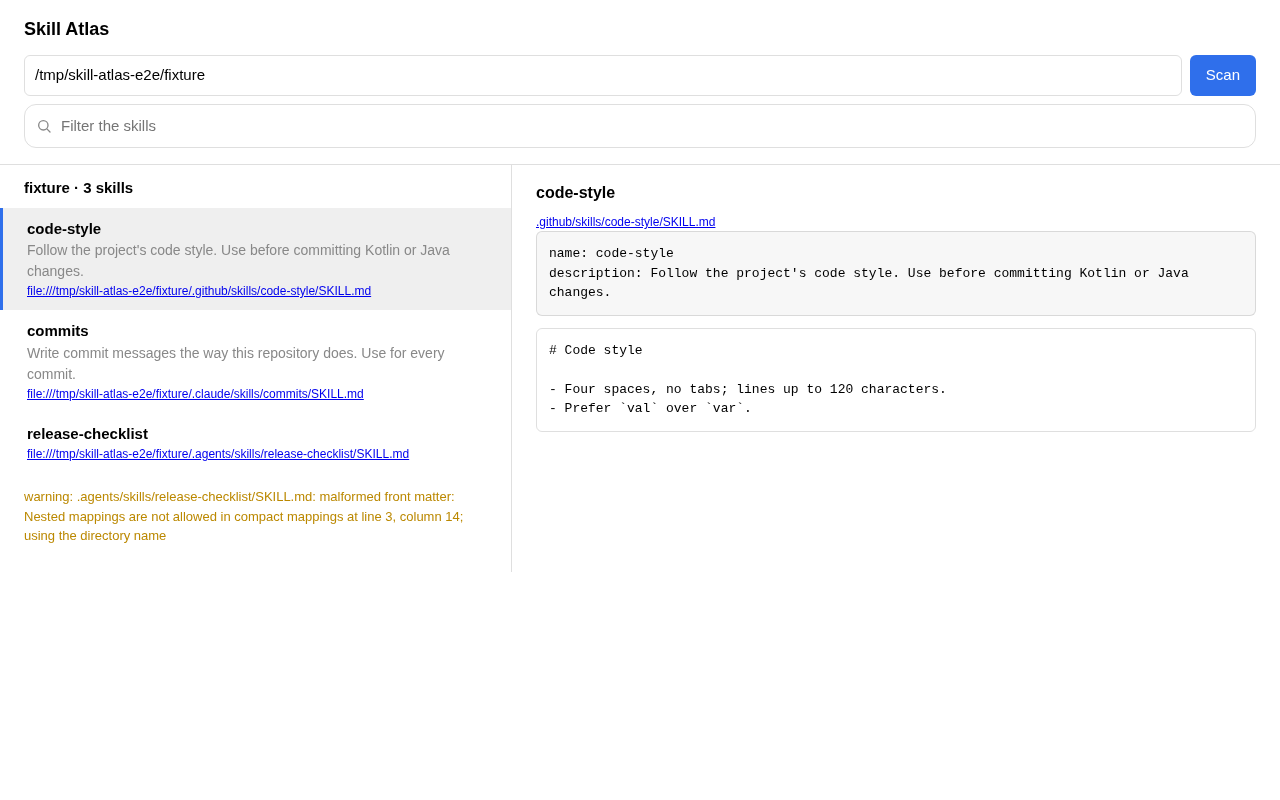 Skill Atlas
/tmp/skill-atlas-e2e/fixture
Scan
Filter the skills
fixture · 3 skills
code-style
Follow the project's code style. Use before committing Kotlin or Java
changes.
file:///tmp/skill-atlas-e2e/fixture/.github/skills/code-style/SKILL.md
commits
Write commit messages the way this repository does. Use for every
commit.
file:///tmp/skill-atlas-e2e/fixture/.claude/skills/commits/SKILL.md
release-checklist
file:///tmp/skill-atlas-e2e/fixture/.agents/skills/release-checklist/SKILL.md
warning: .agents/skills/release-checklist/SKILL.md: malformed front matter:
Nested mappings are not allowed in compact mappings at line 3, column 14;
using the directory name
code-style
.github/skills/code-style/SKILL.md
name: code-style
description: Follow the project's code style. Use before committing Kotlin or Java
changes.
# Code style
- Four spaces, no tabs; lines up to 120 characters.
- Prefer `val` over `var`.